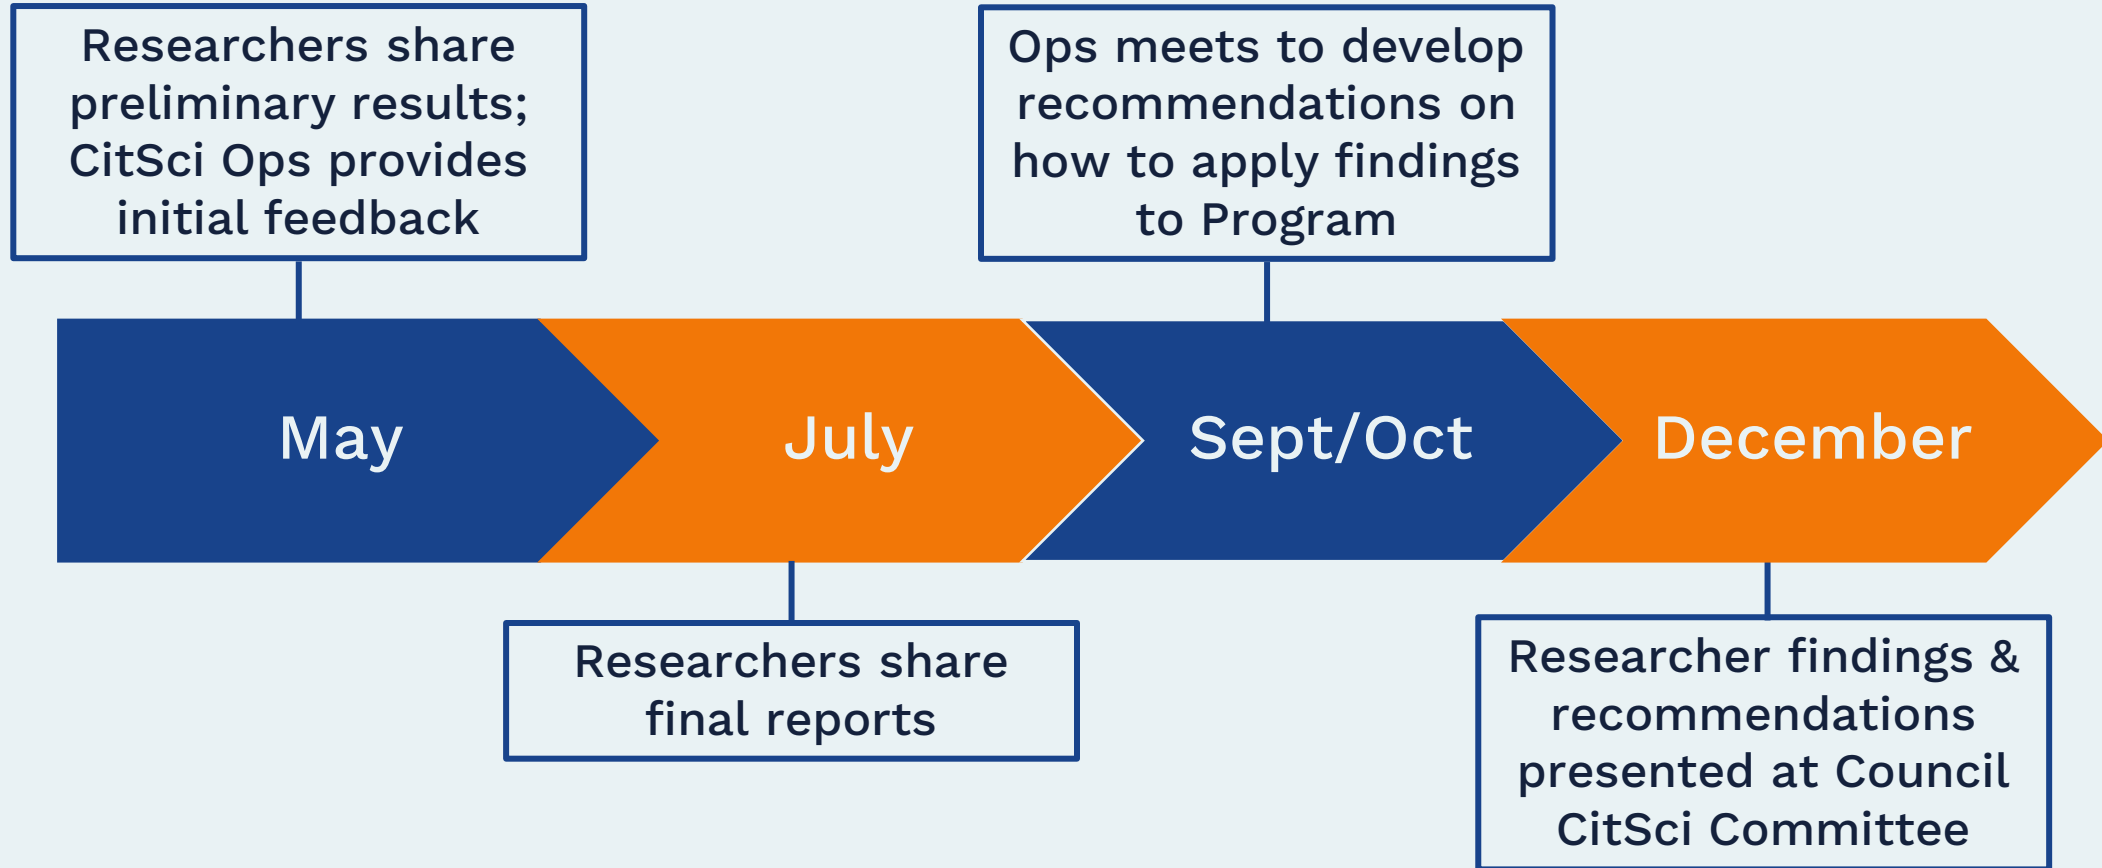 Researchers share
preliminary results;
CitSci Ops provides
initial feedback
Ops meets to develop
recommendations on
how to apply findings
to Program
May
July
Sept/Oct
December
Researchers share
final reports
Researcher findings &
recommendations
presented at Council
CitSci Committee